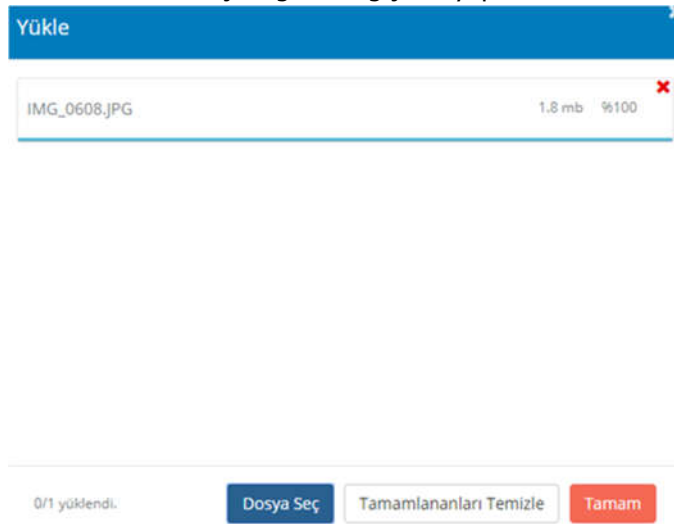 Yükle
IMG_0608.JPG 1.8 mb %100
0/1 yüklendi. Dosya Seç Tamamlananları Temizle Tamam